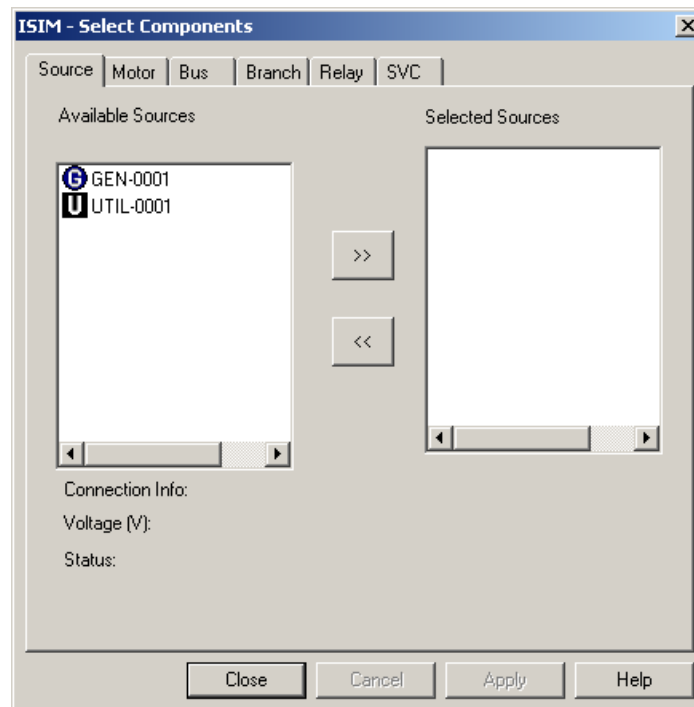 ISIM - Select Components
Source Motor Bus Branch Relay SVC
Available Sources
Selected Sources
G GEN-0001
U UTIL-0001
>>
<<
Connection Info:
Voltage (V):
Status:
Close Cancel Apply Help